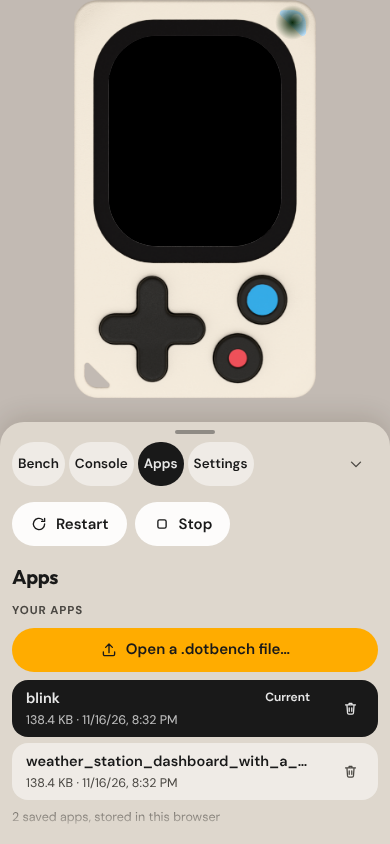 Bench Console Apps Settings
Restart Stop
Apps
YOUR APPS
Open a .dotbench file...
blink Current
138.4 KB · 11/16/26, 8:32 PM
weather_station_dashboard_with_a_...
138.4 KB · 11/16/26, 8:32 PM
2 saved apps, stored in this browser